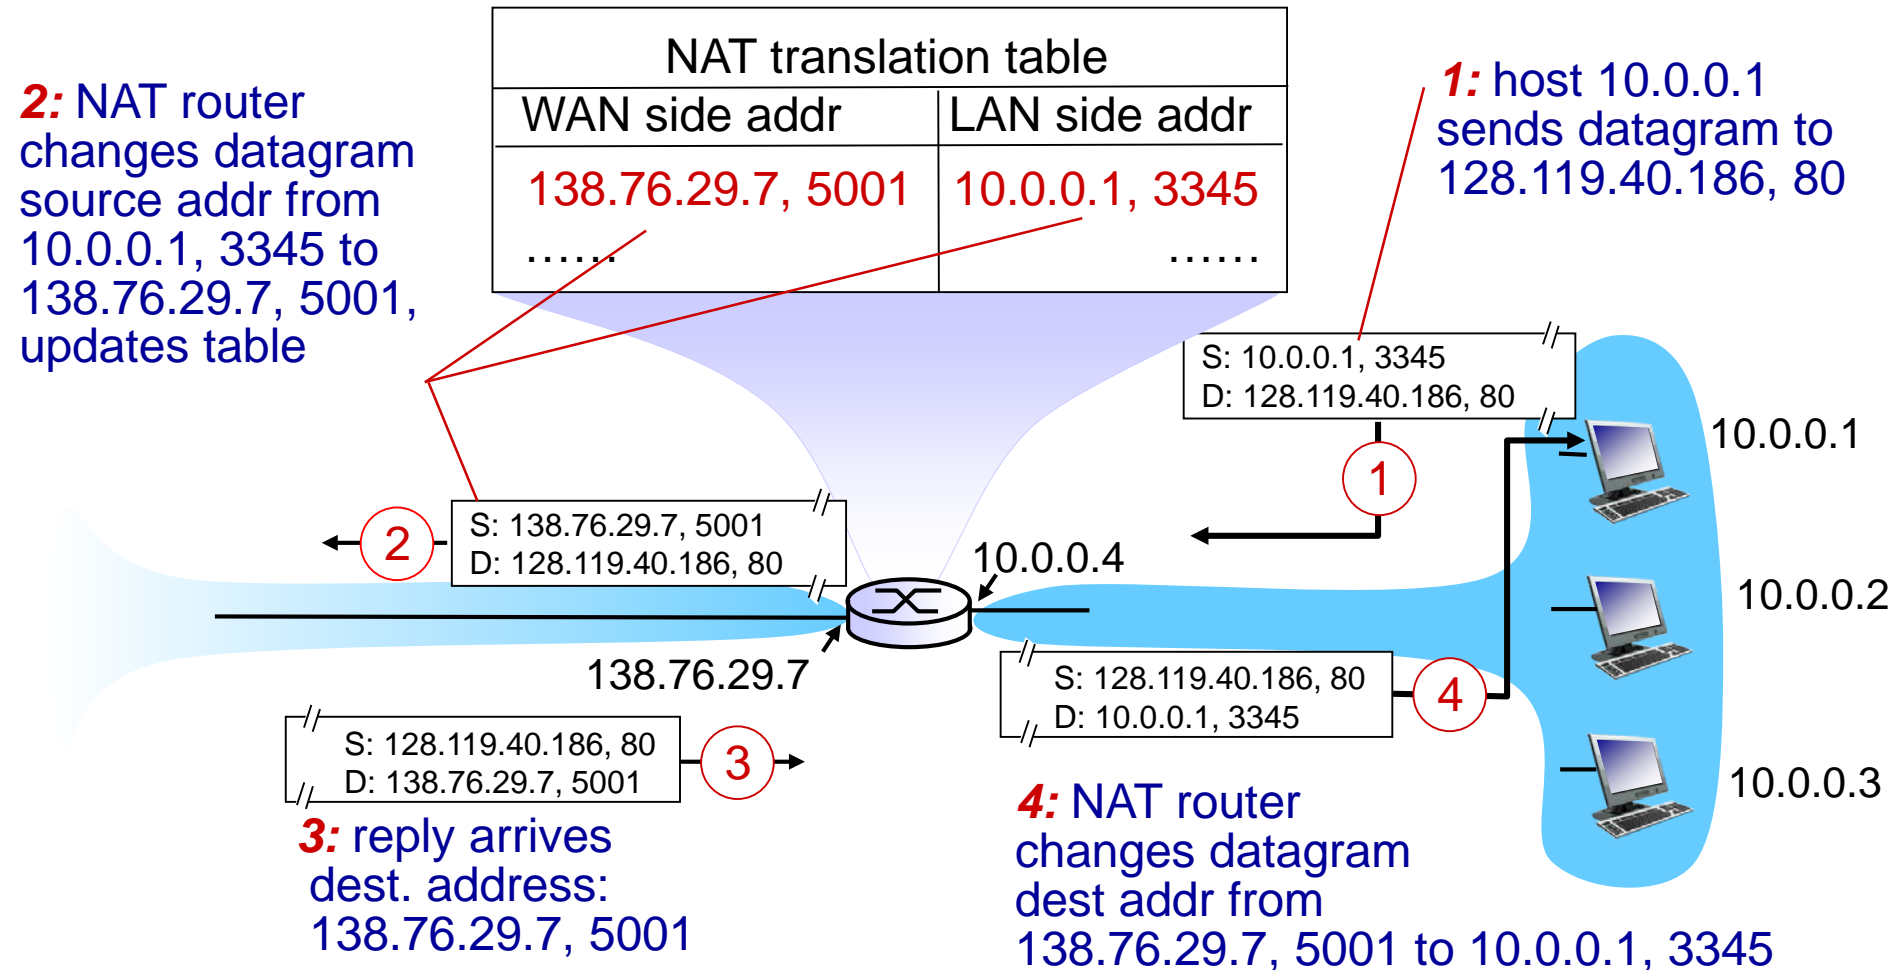 NAT translation table
WAN side addr LAN side addr
138.76.29.7, 5001 10.0.0.1, 3345
...... ......
2: NAT router
changes datagram
source addr from
10.0.0.1, 3345 to
138.76.29.7, 5001,
updates table
1: host 10.0.0.1
sends datagram to
128.119.40.186, 80
S: 10.0.0.1, 3345
D: 128.119.40.186, 80
1
10.0.0.1
2
S: 138.76.29.7, 5001
D: 128.119.40.186, 80
10.0.0.4
10.0.0.2
138.76.29.7
S: 128.119.40.186, 80
D: 10.0.0.1, 3345
4
S: 128.119.40.186, 80
D: 138.76.29.7, 5001
3
10.0.0.3
3: reply arrives
dest. address:
138.76.29.7, 5001
4: NAT router
changes datagram
dest addr from
138.76.29.7, 5001 to 10.0.0.1, 3345